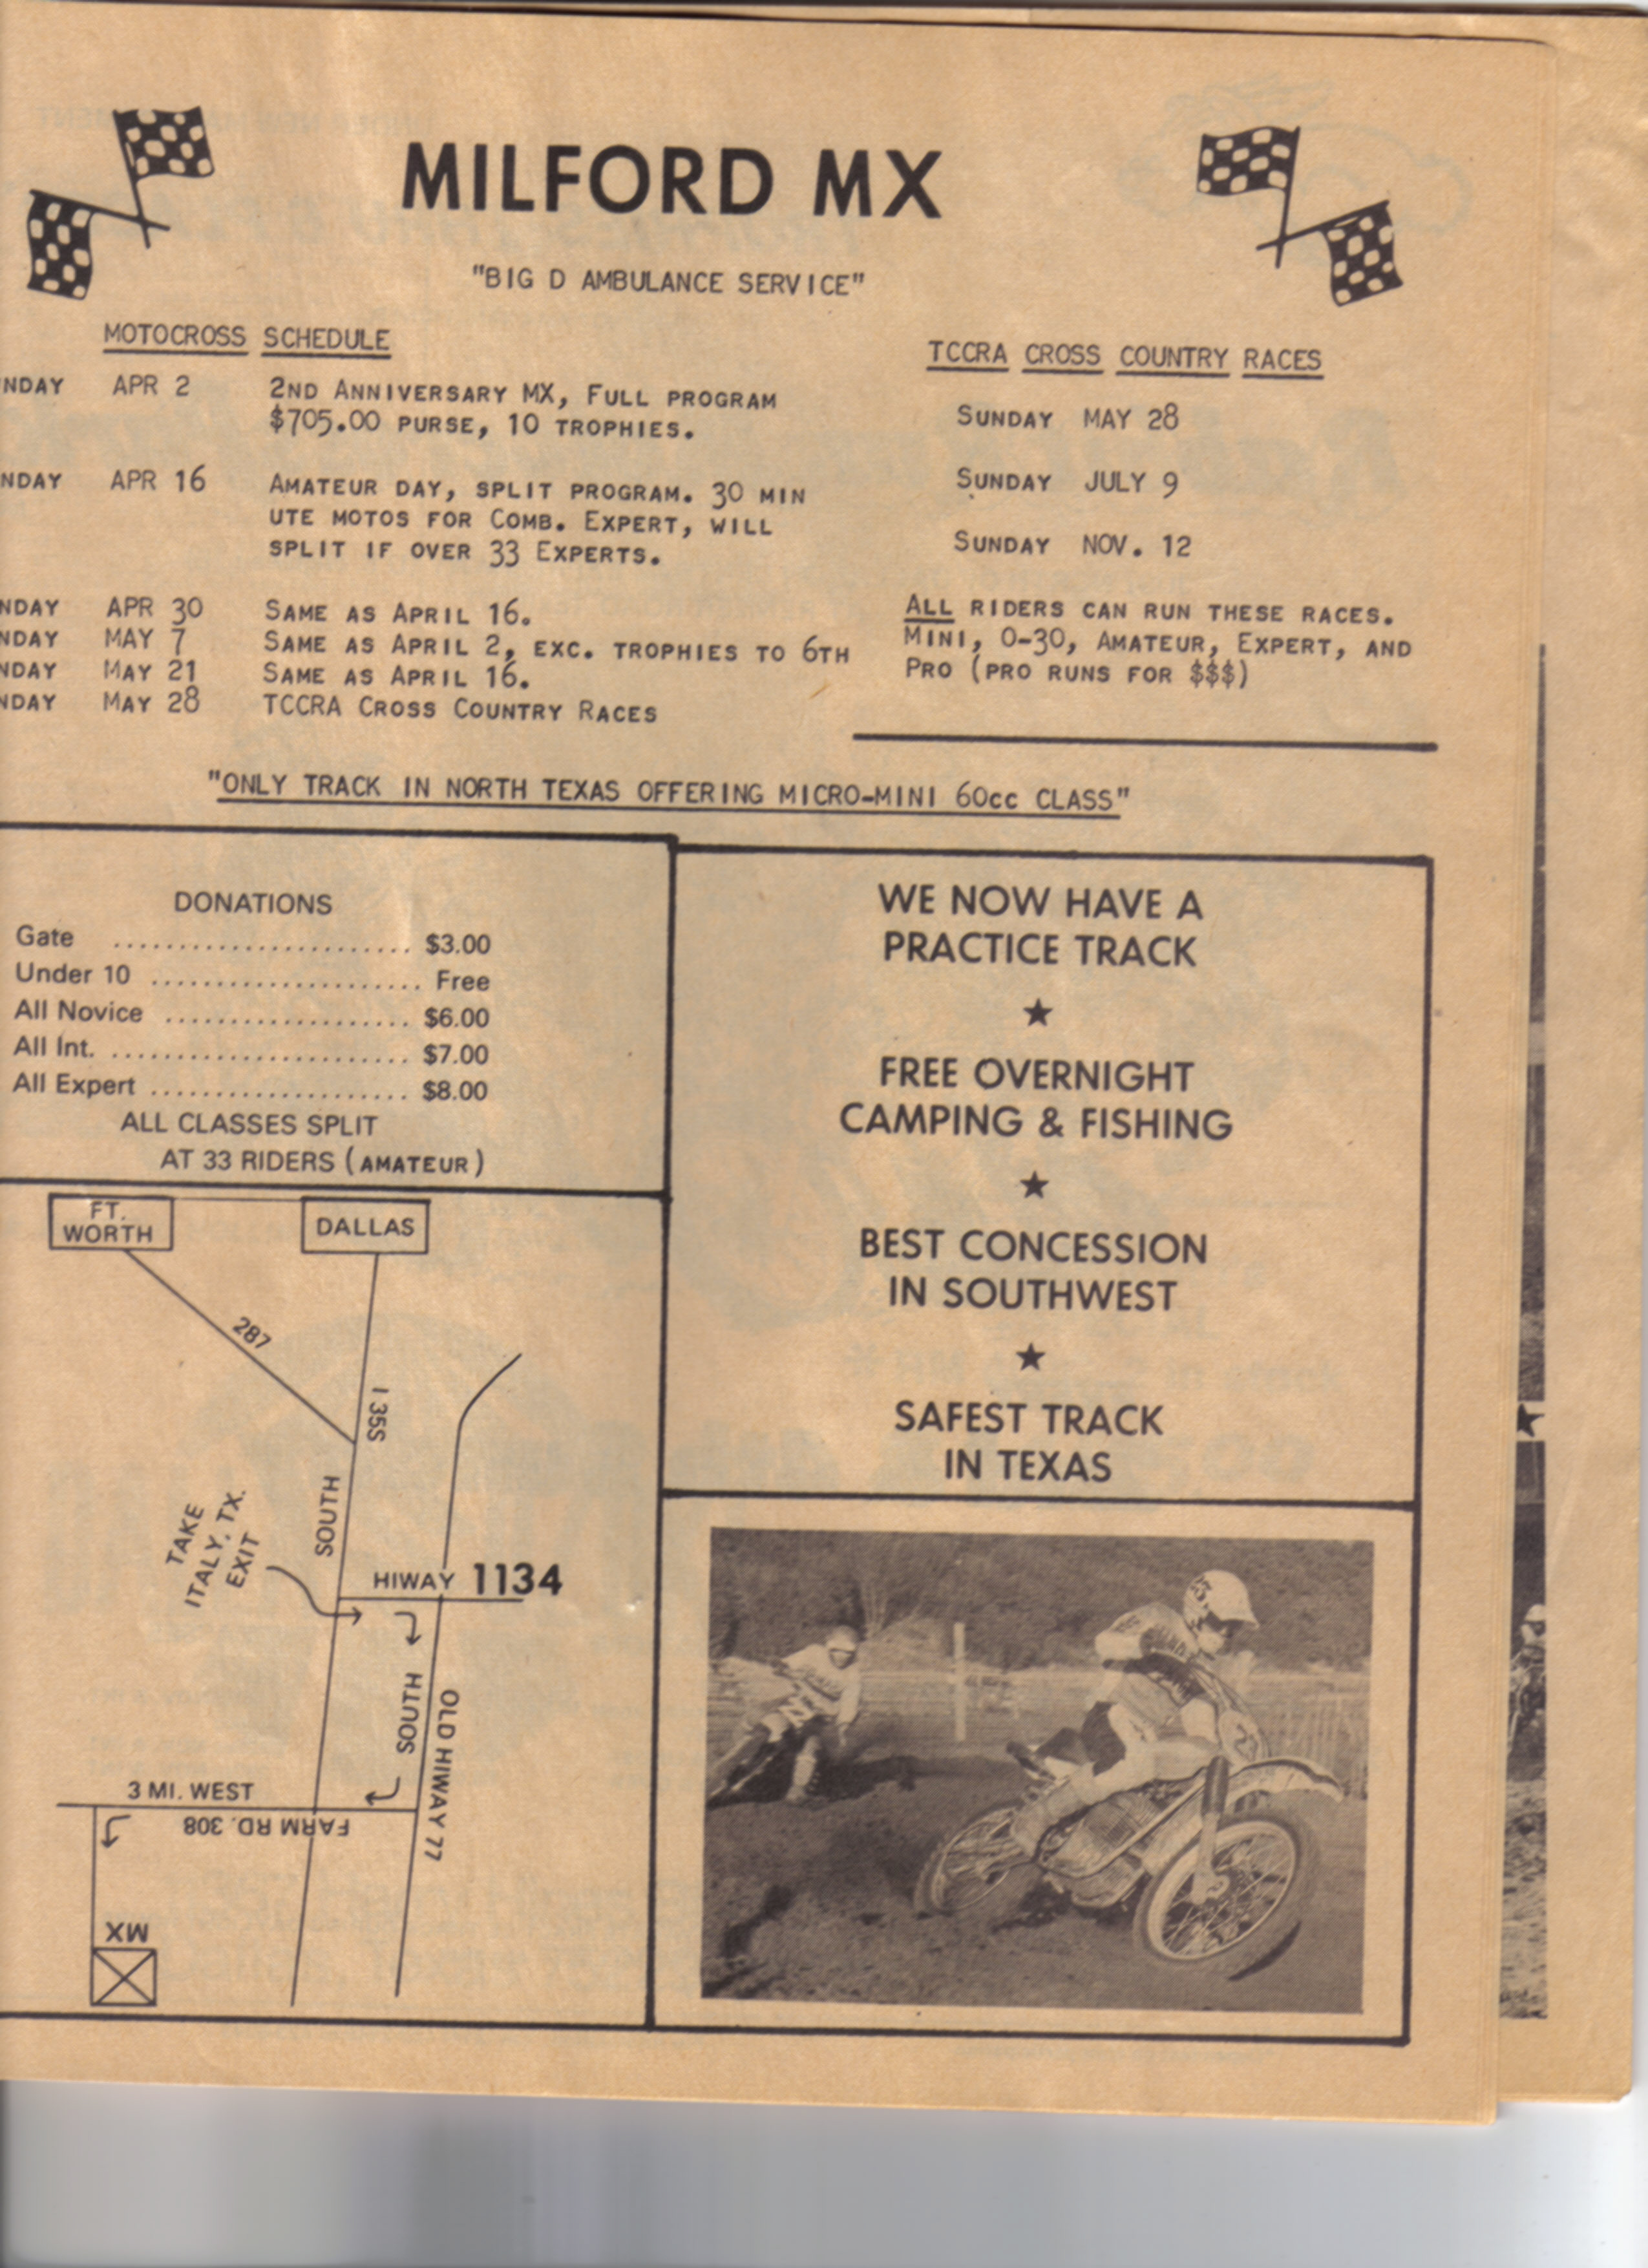 MILFORD MX
"BIG D AMBULANCE SERVICE"
MOTOCROSS SCHEDULE
NDAY APR 2 2ND ANNIVERSARY MX, FULL PROGRAM
$705.00 PURSE, 10 TROPHIES.
NDAY APR 16 AMATEUR DAY, SPLIT PROGRAM. 30 MIN
UTE MOTOS FOR COMB. EXPERT, WILL
SPLIT IF OVER 33 EXPERTS.
NDAY APR 30 SAME AS APRIL 16.
NDAY MAY 7 SAME AS APRIL 2, EXC. TROPHIES TO 6TH
NDAY MAY 21 SAME AS APRIL 16.
NDAY MAY 28 TCCRA CROSS COUNTRY RACES
TCCRA CROSS COUNTRY RACES
SUNDAY MAY 28
SUNDAY JULY 9
SUNDAY NOV. 12
ALL RIDERS CAN RUN THESE RACES.
MINI, 0-30, AMATEUR, EXPERT, AND
PRO (PRO RUNS FOR $$$)
"ONLY TRACK IN NORTH TEXAS OFFERING MICRO-MINI 60cc CLASS"
DONATIONS
Gate ....................... $3.00
Under 10 ..................... Free
All Novice ................... $6.00
All Int. ....................... $7.00
All Expert .................... $8.00
ALL CLASSES SPLIT
AT 33 RIDERS (AMATEUR)
WE NOW HAVE A
PRACTICE TRACK
★
FREE OVERNIGHT
CAMPING & FISHING
★
BEST CONCESSION
IN SOUTHWEST
★
SAFEST TRACK
IN TEXAS
FT.
WORTH
DALLAS
287
I 35S
SOUTH
TAKE
ITALY, TX.
EXIT
HIWAY 1134
SOUTH
OLD HIWAY 77
3 MI. WEST
FARM RD. 308
MX